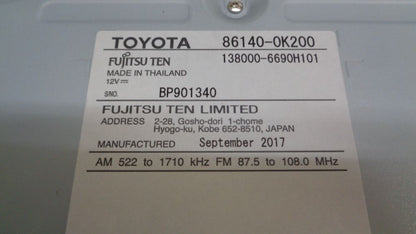 TOYOTA 86140-0K200
FUJITSU TEN 138000-6690H101
MADE IN THAILAND
12V⎓
SNO. BP901340
FUJITSU TEN LIMITED
ADDRESS 2-28, Gosho-dori 1-chome
Hyogo-ku, Kobe 652-8510, JAPAN
MANUFACTURED September 2017
AM 522 to 1710 kHz FM 87.5 to 108.0 MHz